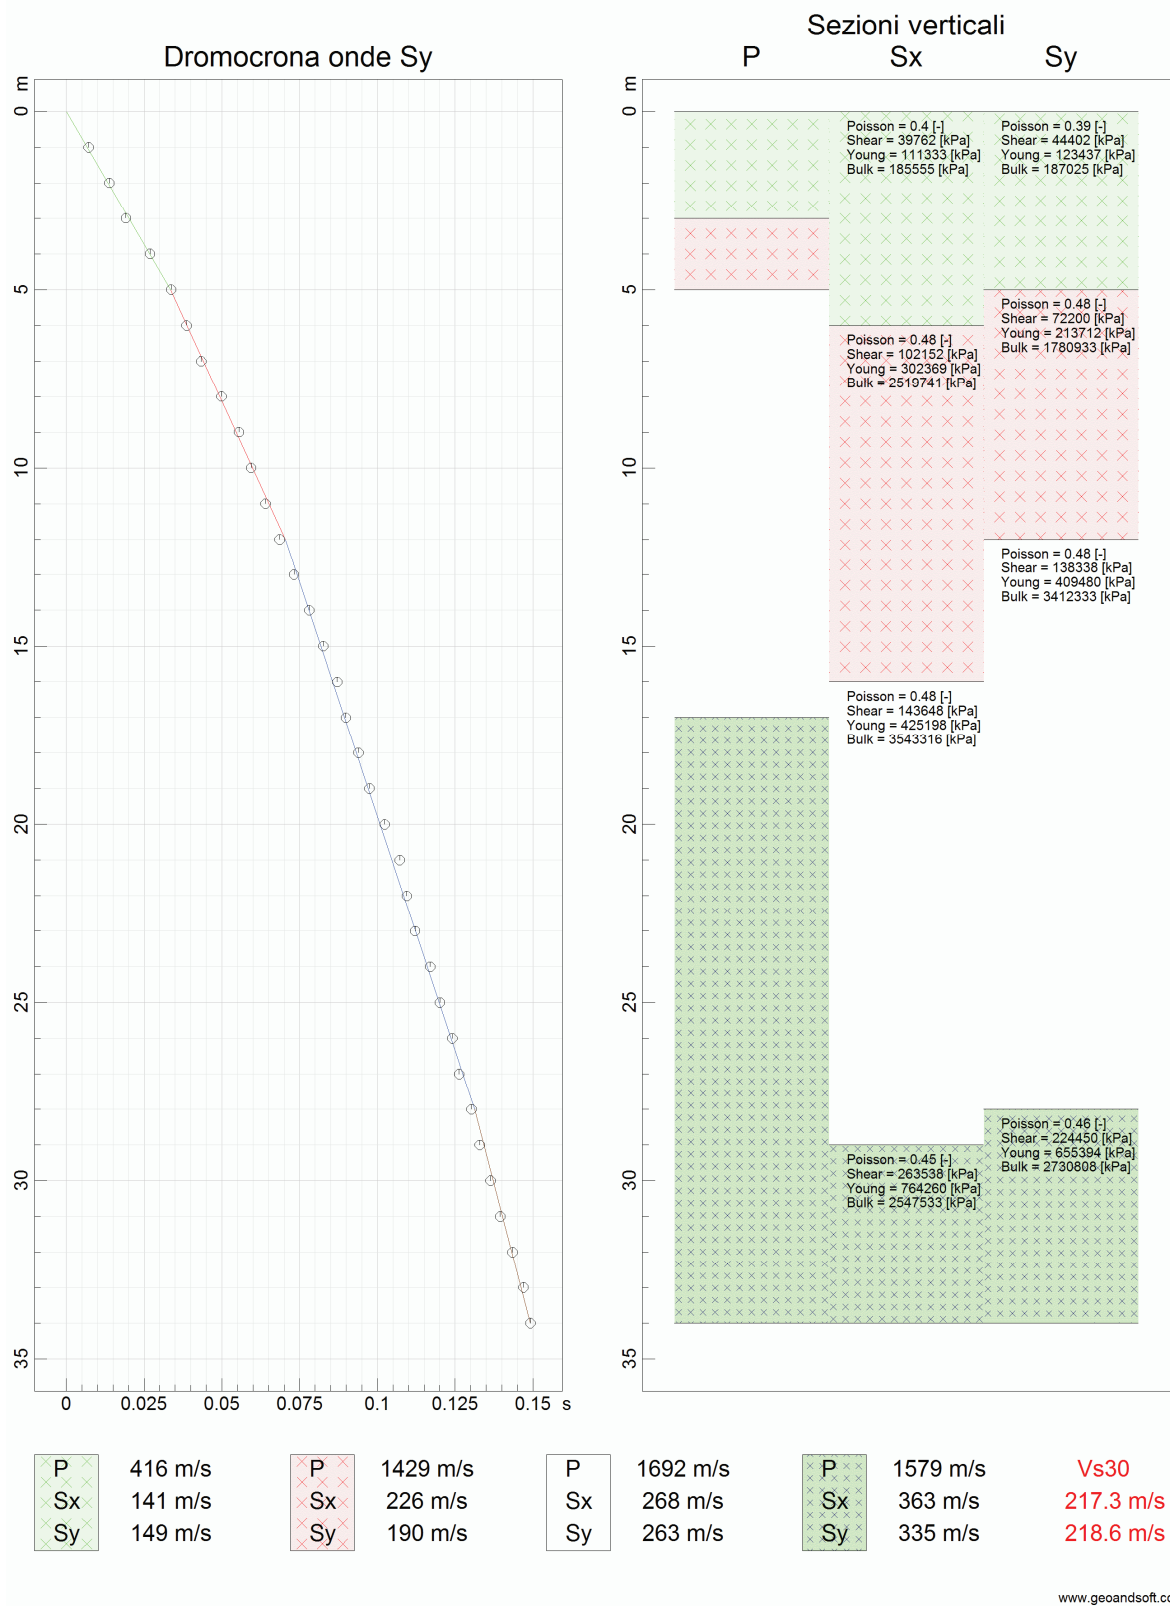 Sezioni verticali
Dromocrona onde Sy
P Sx Sy
m
0
5
10
15
20
25
30
35
0 0.025 0.05 0.075 0.1 0.125 0.15 s
m
0
5
10
15
20
25
30
35
Poisson = 0.4 [-]
Shear = 39762 [kPa]
Young = 111333 [kPa]
Bulk = 185555 [kPa]
Poisson = 0.39 [-]
Shear = 44402 [kPa]
Young = 123437 [kPa]
Bulk = 187025 [kPa]
Poisson = 0.48 [-]
Shear = 72200 [kPa]
Young = 213712 [kPa]
Bulk = 1780933 [kPa]
Poisson = 0.48 [-]
Shear = 102152 [kPa]
Young = 302369 [kPa]
Bulk = 2519741 [kPa]
Poisson = 0.48 [-]
Shear = 138338 [kPa]
Young = 409480 [kPa]
Bulk = 3412333 [kPa]
Poisson = 0.48 [-]
Shear = 143648 [kPa]
Young = 425198 [kPa]
Bulk = 3543316 [kPa]
Poisson = 0.46 [-]
Shear = 224450 [kPa]
Young = 655394 [kPa]
Bulk = 2730808 [kPa]
Poisson = 0.45 [-]
Shear = 263538 [kPa]
Young = 764260 [kPa]
Bulk = 2547533 [kPa]
P 416 m/s P 1429 m/s P 1692 m/s P 1579 m/s Vs30
Sx 141 m/s Sx 226 m/s Sx 268 m/s Sx 363 m/s 217.3 m/s
Sy 149 m/s Sy 190 m/s Sy 263 m/s Sy 335 m/s 218.6 m/s
www.geoandsoft.co